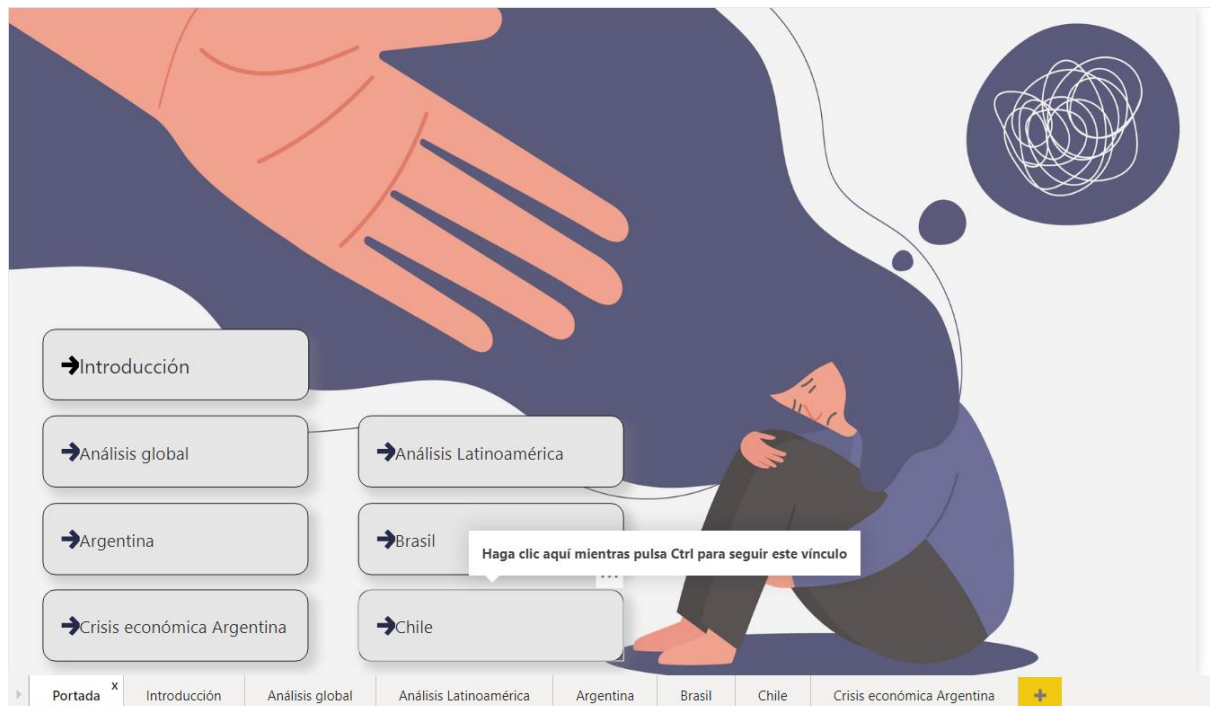 Introducción
Análisis global
Análisis Latinoamérica
Argentina
Brasil
Haga clic aquí mientras pulsa Ctrl para seguir este vínculo
Crisis económica Argentina
Chile
Portada x
Introducción
Análisis global
Análisis Latinoamérica
Argentina
Brasil
Chile
Crisis económica Argentina